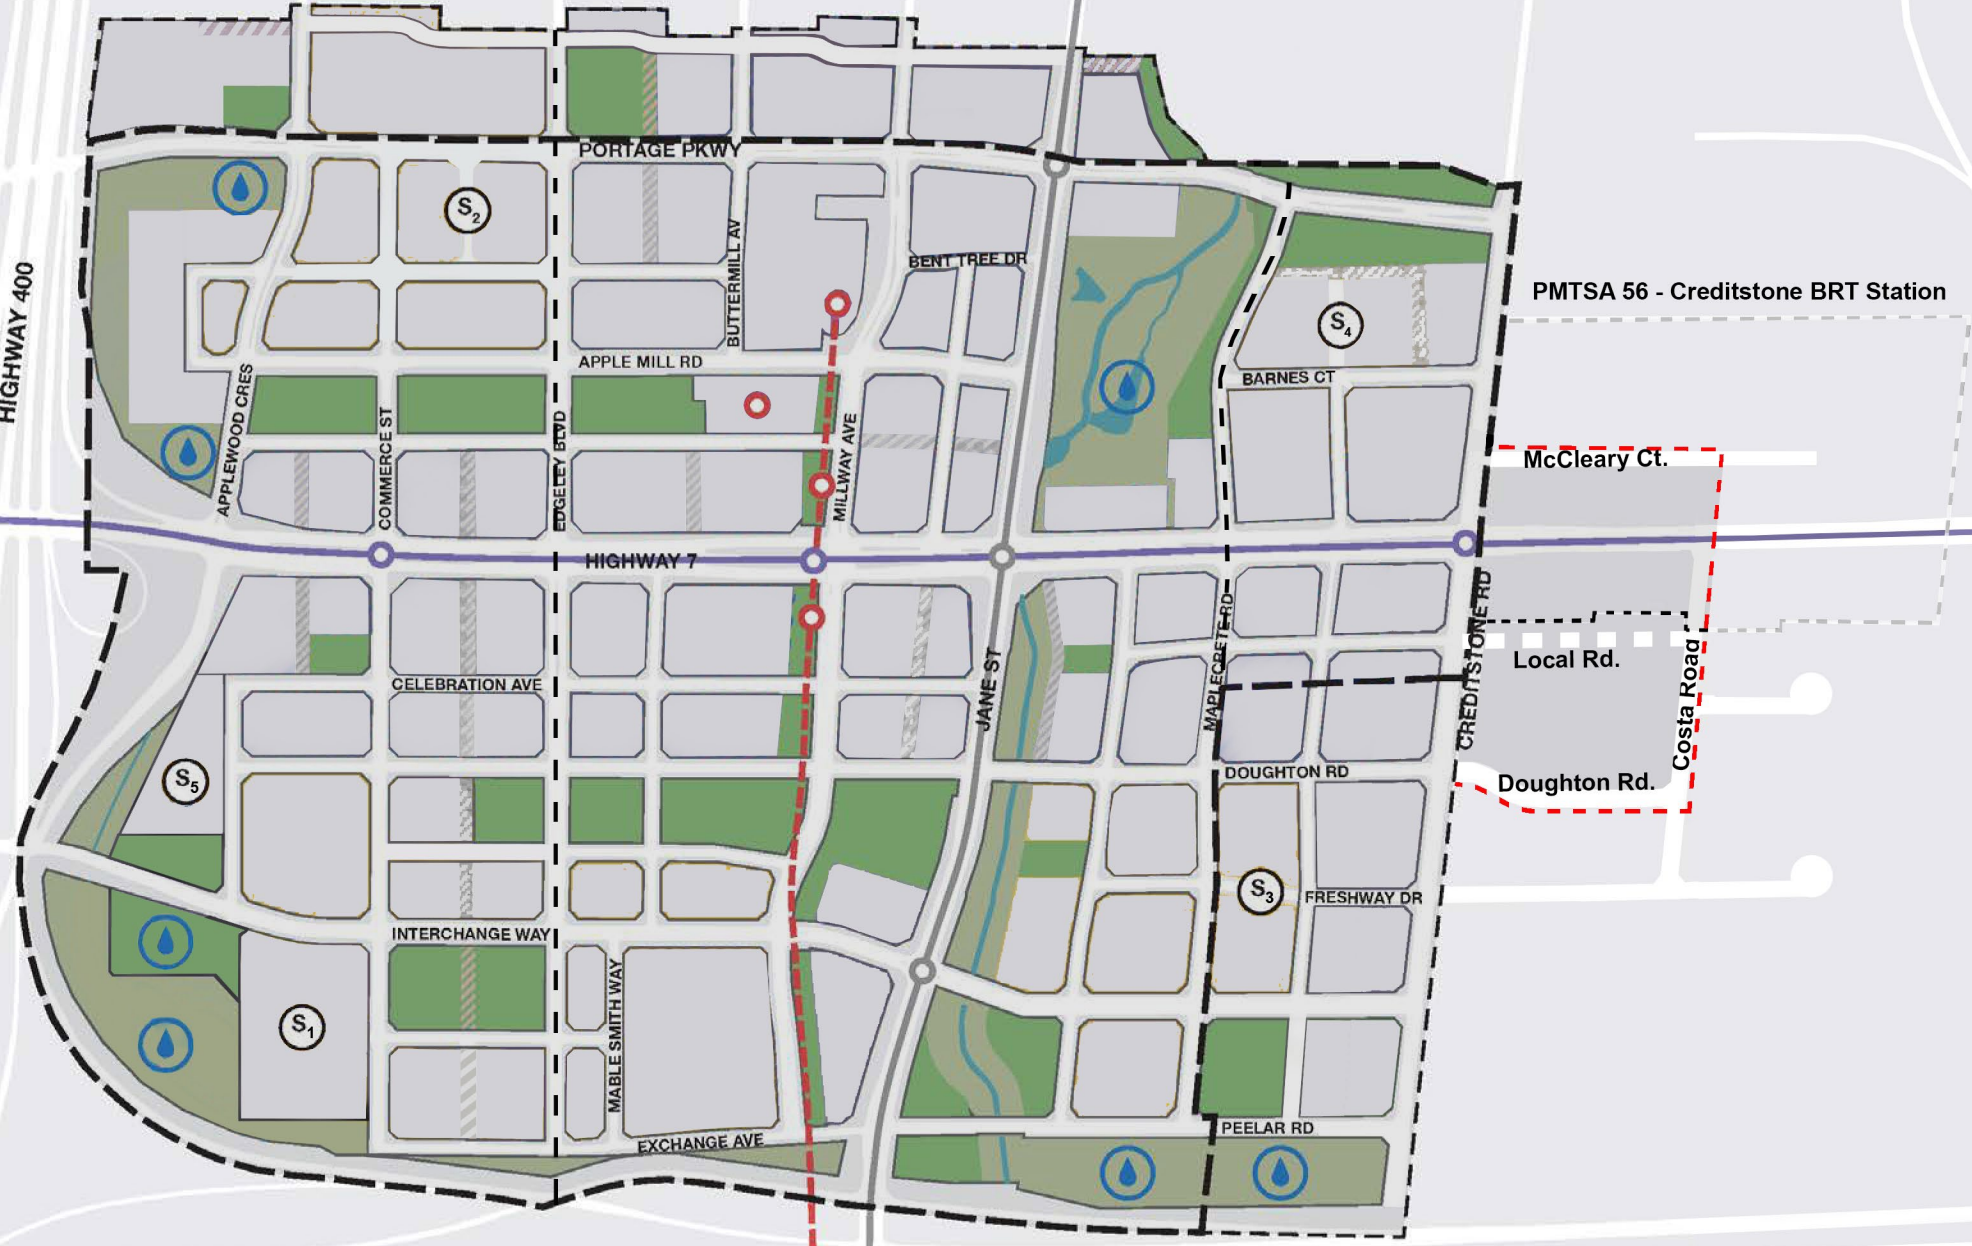 PORTAGE PKWY
S2
BUTTERMILL AV
BENT TREE DR
HIGHWAY 400
PMTSA 56 - Creditstone BRT Station
S4
APPLE MILL RD
BARNES CT
APPLEWOOD CRES
COMMERCE ST
EDGELEY BLVD
MILLWAY AVE
McCleary Ct.
HIGHWAY 7
MAPLECRETE RD
CREDITSTONE RD
Local Rd.
Costa Road
CELEBRATION AVE
JANE ST
S5
DOUGHTON RD
Doughton Rd.
S3
FRESHWAY DR
INTERCHANGE WAY
MABLE SMITH WAY
S1
EXCHANGE AVE
PEELAR RD